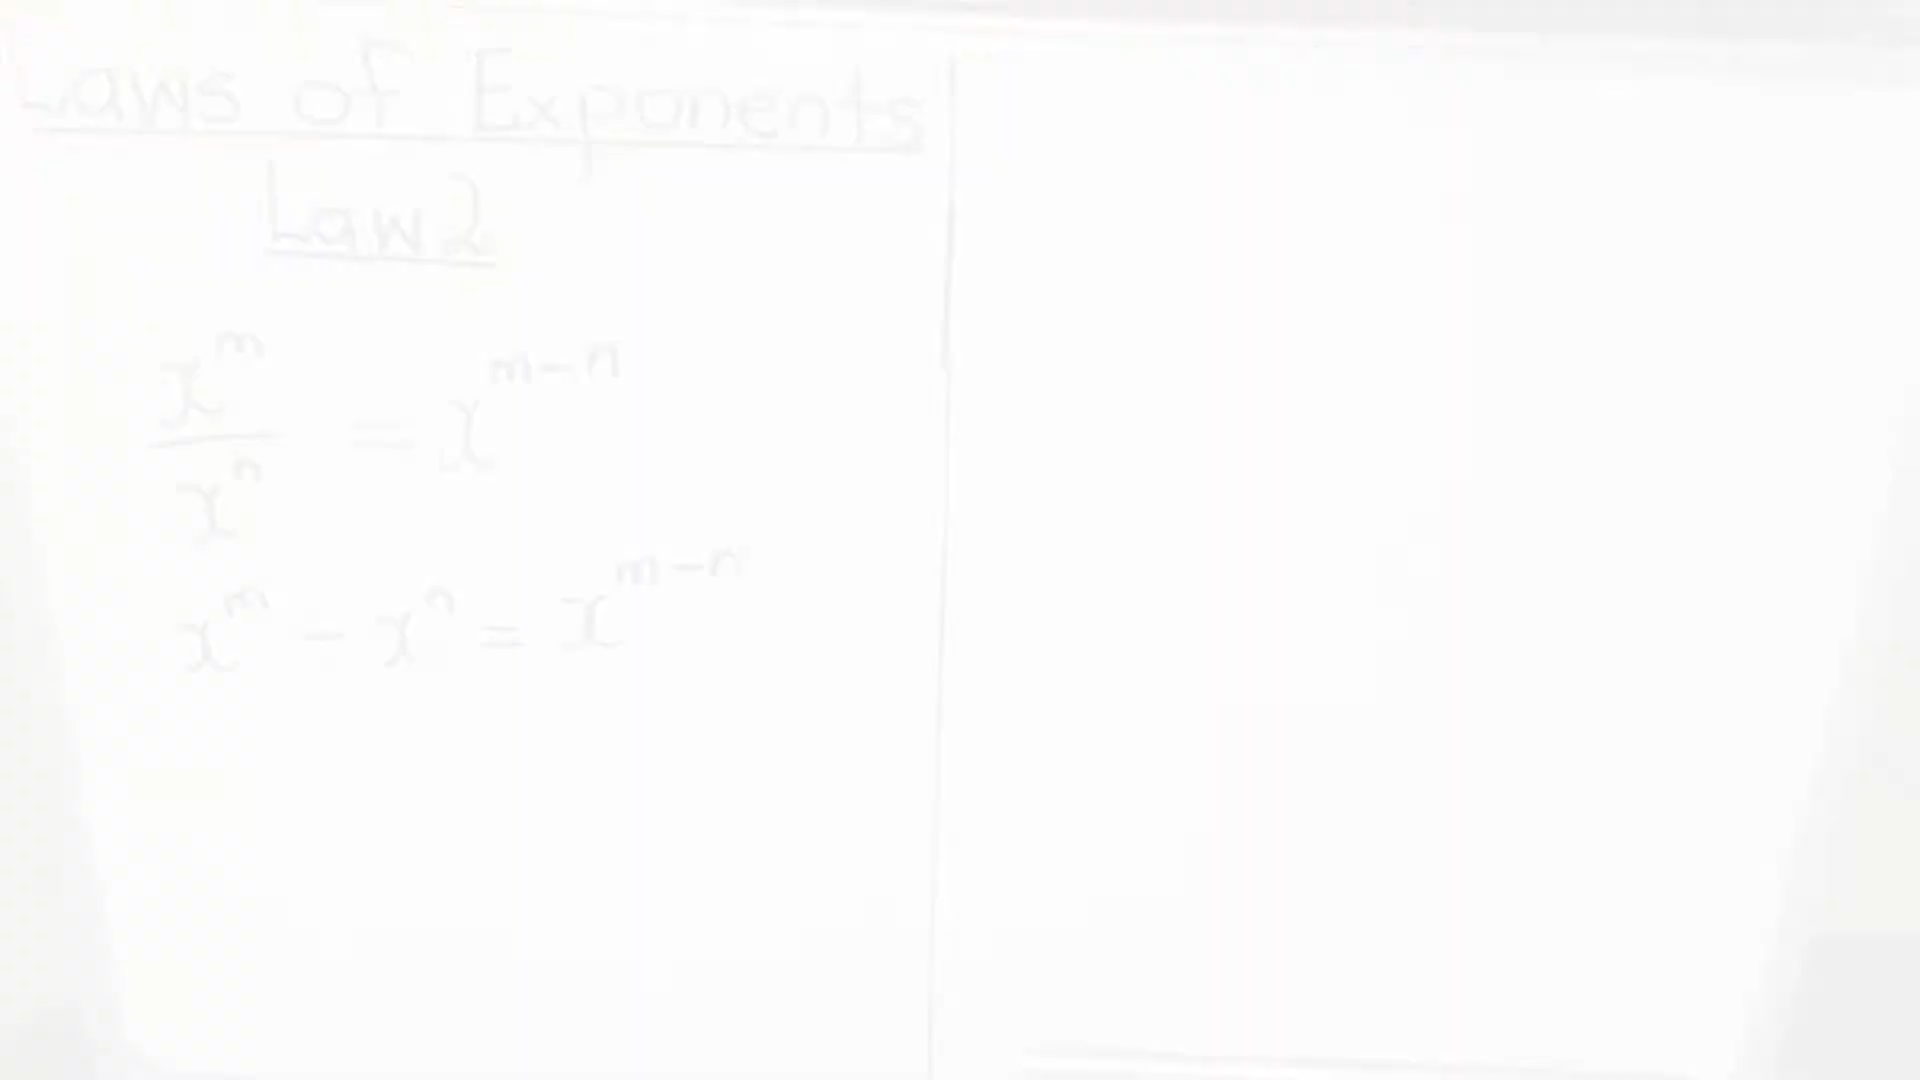 Laws of Exponents
Law 2
x^m / x^n = x^(m-n)
x^m - x^n = x^(m-n)